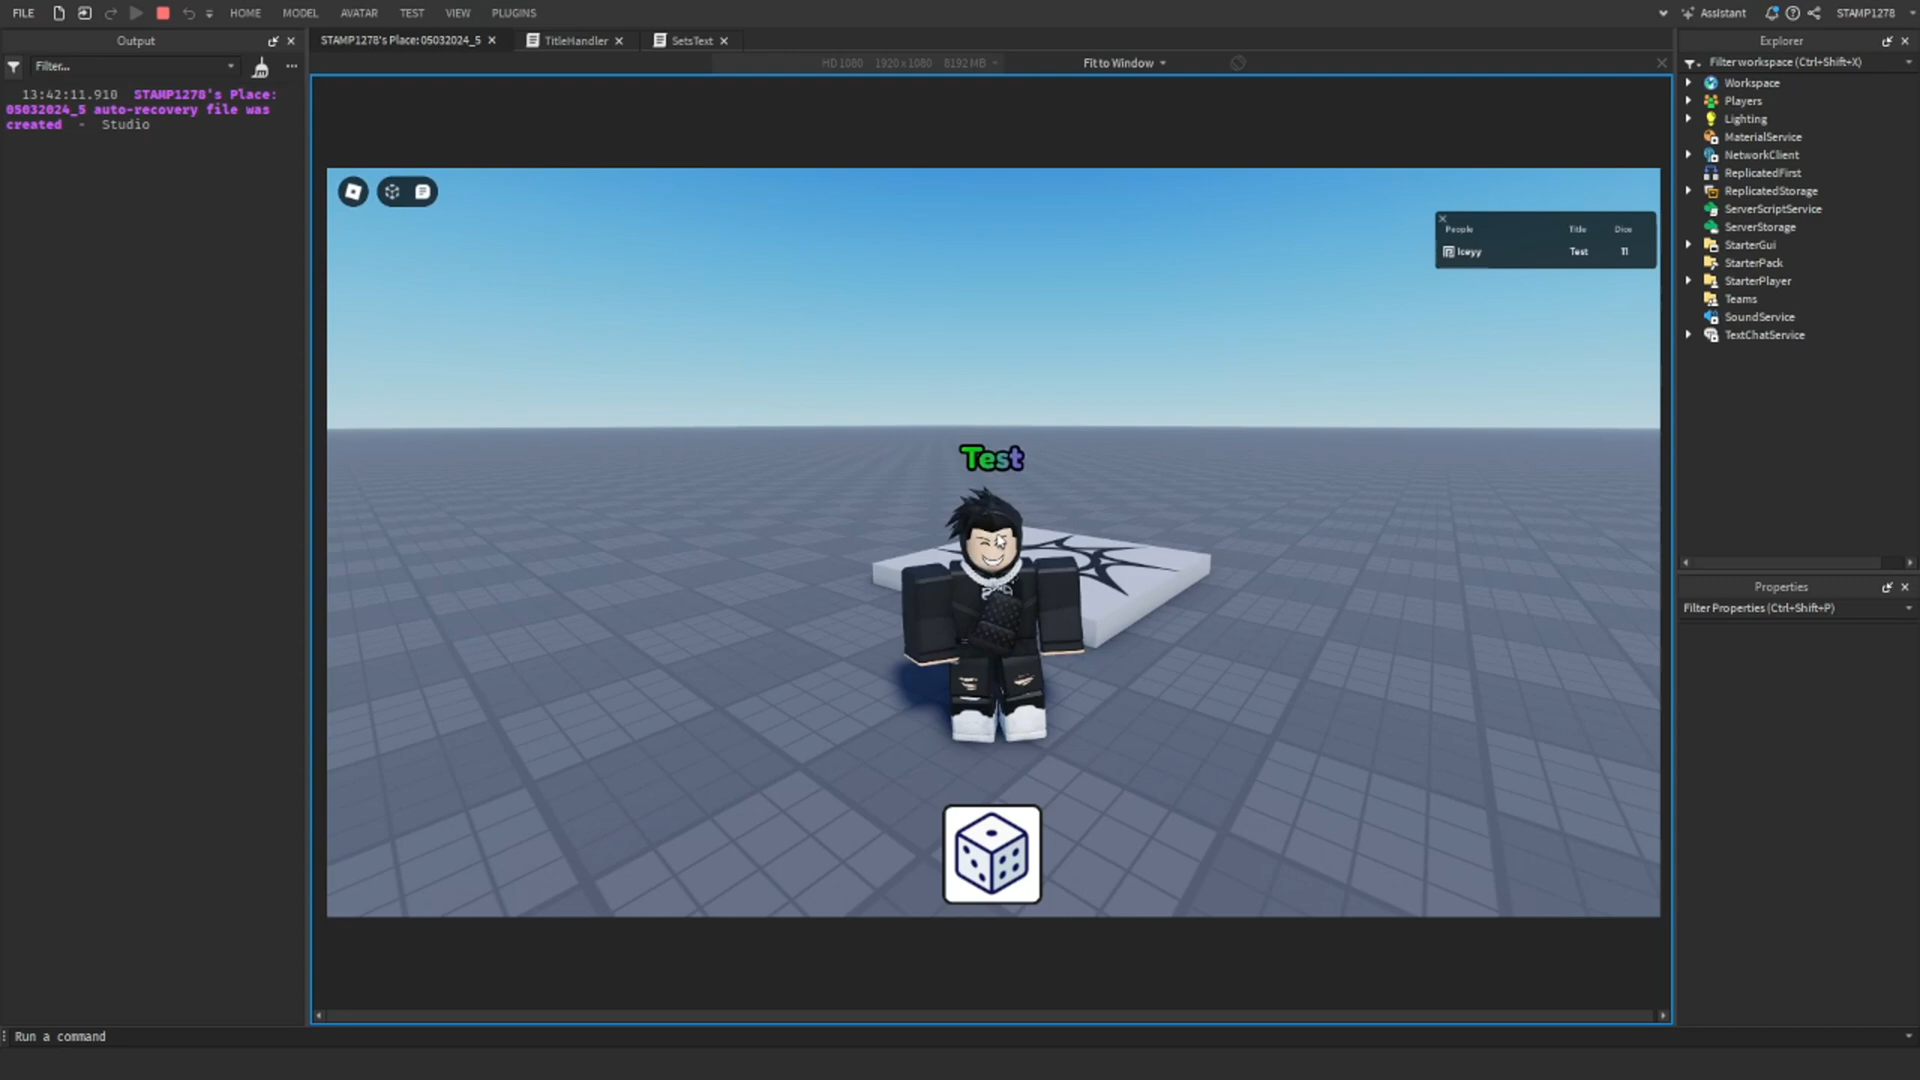 FILE HOME MODEL AVATAR TEST VIEW PLUGINS Assistant STAMP1278
Output
Filter...
13:42:11.910 STAMP1278's Place:
05032024_5 auto-recovery file was
created - Studio
STAMP1278's Place: 05032024_5 TitleHandler SetsText
HD 1080 1920 x 1080 8192 MB Fit to Window
People Title Dice
Iceyy Test 11
Test
Explorer
Filter workspace (Ctrl+Shift+X)
Workspace
Players
Lighting
MaterialService
NetworkClient
ReplicatedFirst
ReplicatedStorage
ServerScriptService
ServerStorage
StarterGui
StarterPack
StarterPlayer
Teams
SoundService
TextChatService
Properties
Filter Properties (Ctrl+Shift+P)
Run a command